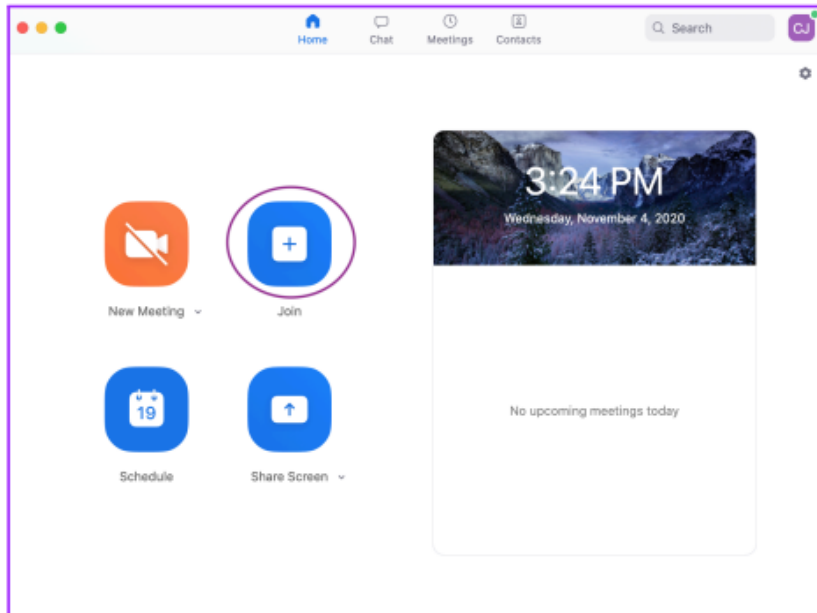 Home
Chat
Meetings
Contacts
Search
CJ
3:24 PM
Wednesday, November 4, 2020
New Meeting
Join
19
Schedule
Share Screen
No upcoming meetings today